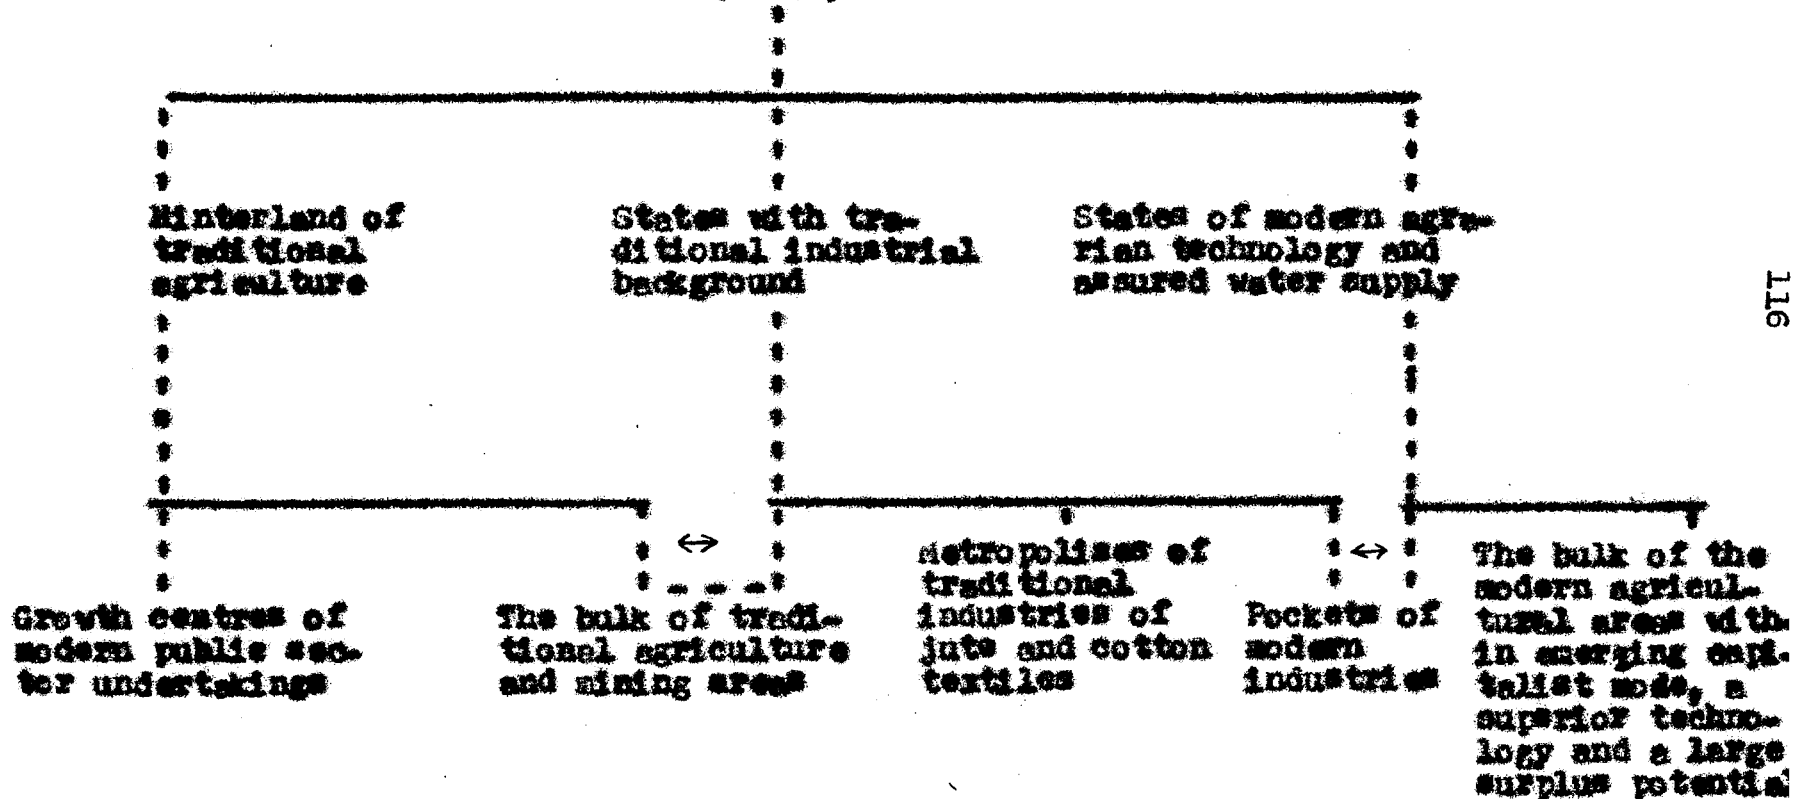 Hinterland of
traditional
agriculture
States with tra-
ditional industrial
background
States of modern agra-
rian technology and
assured water supply
116
Growth centres of
modern public sec-
tor undertakings
The bulk of tradi-
tional agriculture
and mining areas
Metropolises of
traditional
industries of
jute and cotton
textiles
Pockets of
modern
industries
The bulk of the
modern agricul-
tural areas with-
in emerging capi-
talist mode, a
superior techno-
logy and a large
surplus potential